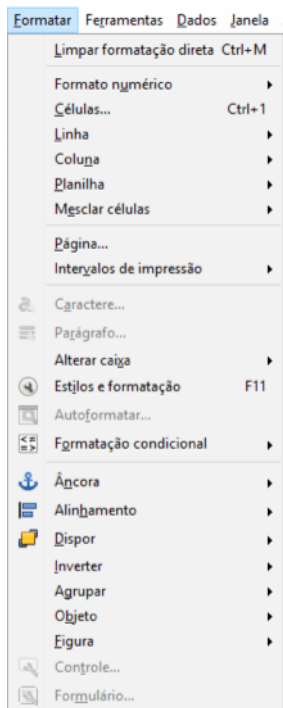 Formatar Ferramentas Dados Janela
Limpar formatação direta Ctrl+M
Formato numérico
Células... Ctrl+1
Linha
Coluna
Planilha
Mesclar células
Página...
Intervalos de impressão
Caractere...
Parágrafo...
Alterar caixa
Estilos e formatação F11
Autoformatar...
Formatação condicional
Âncora
Alinhamento
Dispor
Inverter
Agrupar
Objeto
Figura
Controle...
Formulário...